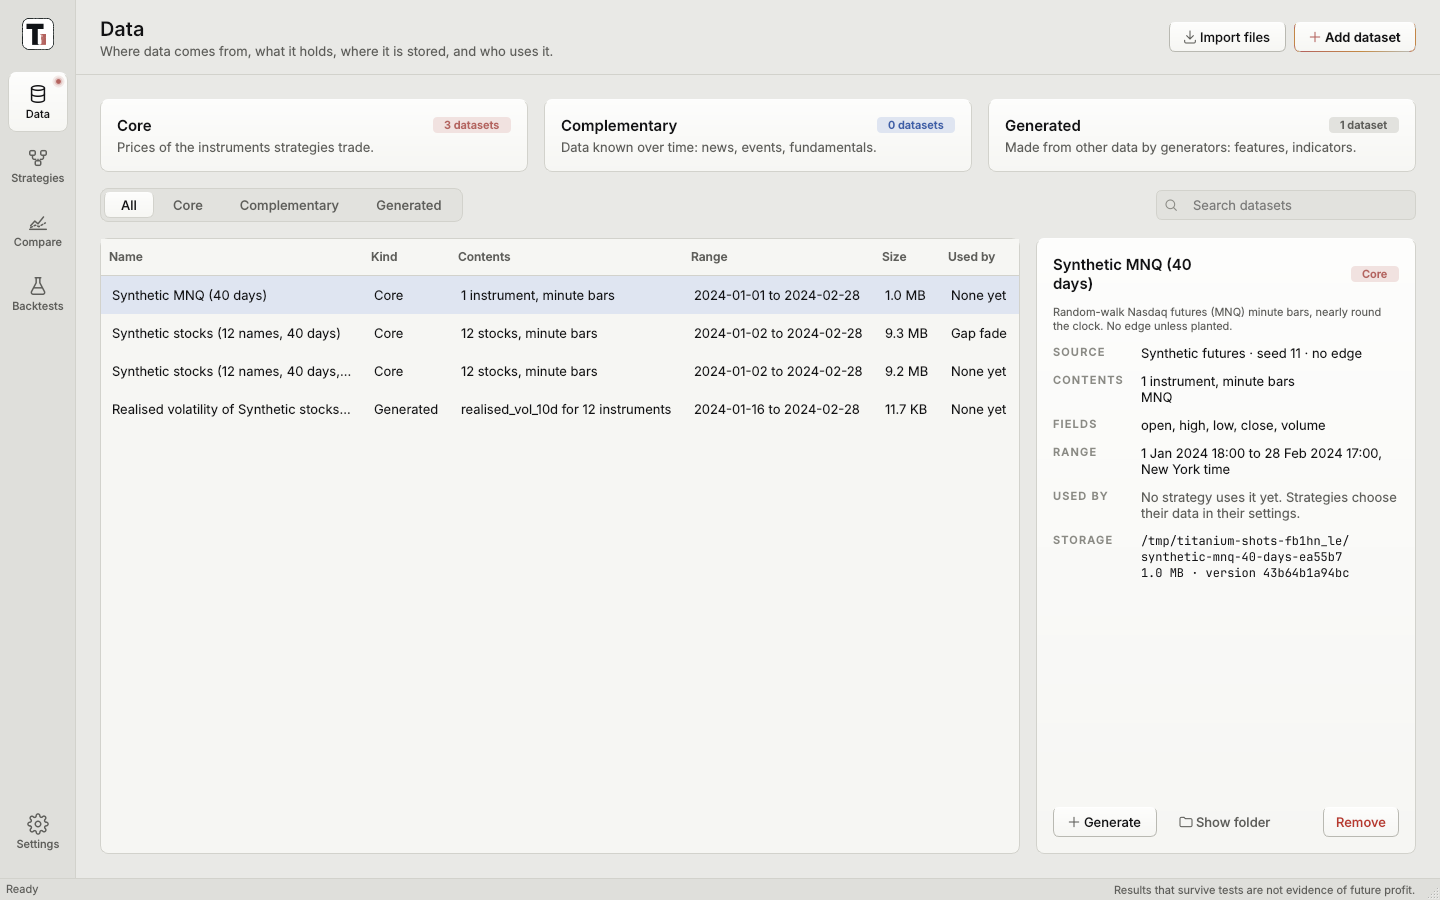 Ti
Data
Where data comes from, what it holds, where it is stored, and who uses it.
Import files
Add dataset
Data
Strategies
Compare
Backtests
Settings
Core
3 datasets
Prices of the instruments strategies trade.
Complementary
0 datasets
Data known over time: news, events, fundamentals.
Generated
1 dataset
Made from other data by generators: features, indicators.
All Core Complementary Generated
Search datasets
Name Kind Contents Range Size Used by
Synthetic MNQ (40 days) Core 1 instrument, minute bars 2024-01-01 to 2024-02-28 1.0 MB None yet
Synthetic stocks (12 names, 40 days) Core 12 stocks, minute bars 2024-01-02 to 2024-02-28 9.3 MB Gap fade
Synthetic stocks (12 names, 40 days,... Core 12 stocks, minute bars 2024-01-02 to 2024-02-28 9.2 MB None yet
Realised volatility of Synthetic stocks... Generated realised_vol_10d for 12 instruments 2024-01-16 to 2024-02-28 11.7 KB None yet
Synthetic MNQ (40
days)
Core
Random-walk Nasdaq futures (MNQ) minute bars, nearly round
the clock. No edge unless planted.
SOURCE Synthetic futures · seed 11 · no edge
CONTENTS 1 instrument, minute bars
MNQ
FIELDS open, high, low, close, volume
RANGE 1 Jan 2024 18:00 to 28 Feb 2024 17:00,
New York time
USED BY No strategy uses it yet. Strategies choose
their data in their settings.
STORAGE /tmp/titanium-shots-fb1hn_le/
synthetic-mnq-40-days-ea55b7
1.0 MB · version 43b64b1a94bc
Generate
Show folder
Remove
Ready
Results that survive tests are not evidence of future profit.